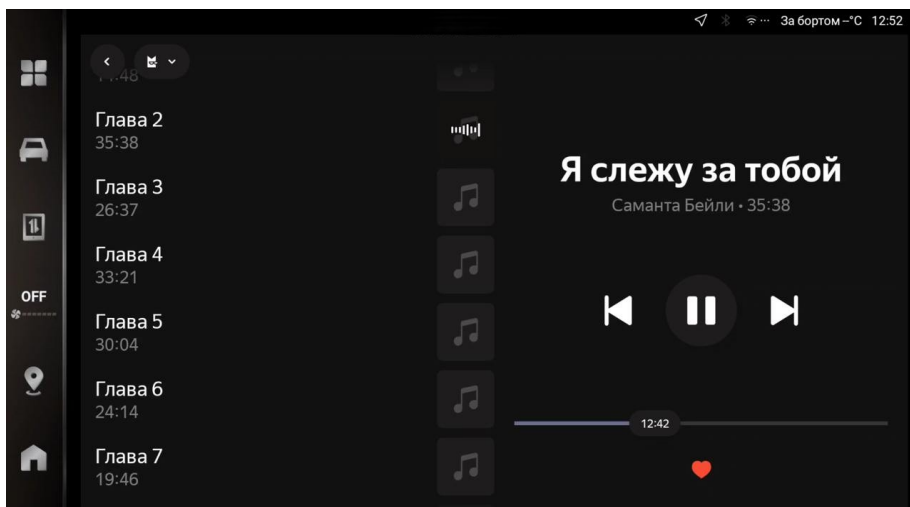 За бортом --°C 12:52
Глава 2
35:38
Глава 3
26:37
Глава 4
33:21
OFF
Глава 5
30:04
Глава 6
24:14
Глава 7
19:46
Я слежу за тобой
Саманта Бейли • 35:38
12:42